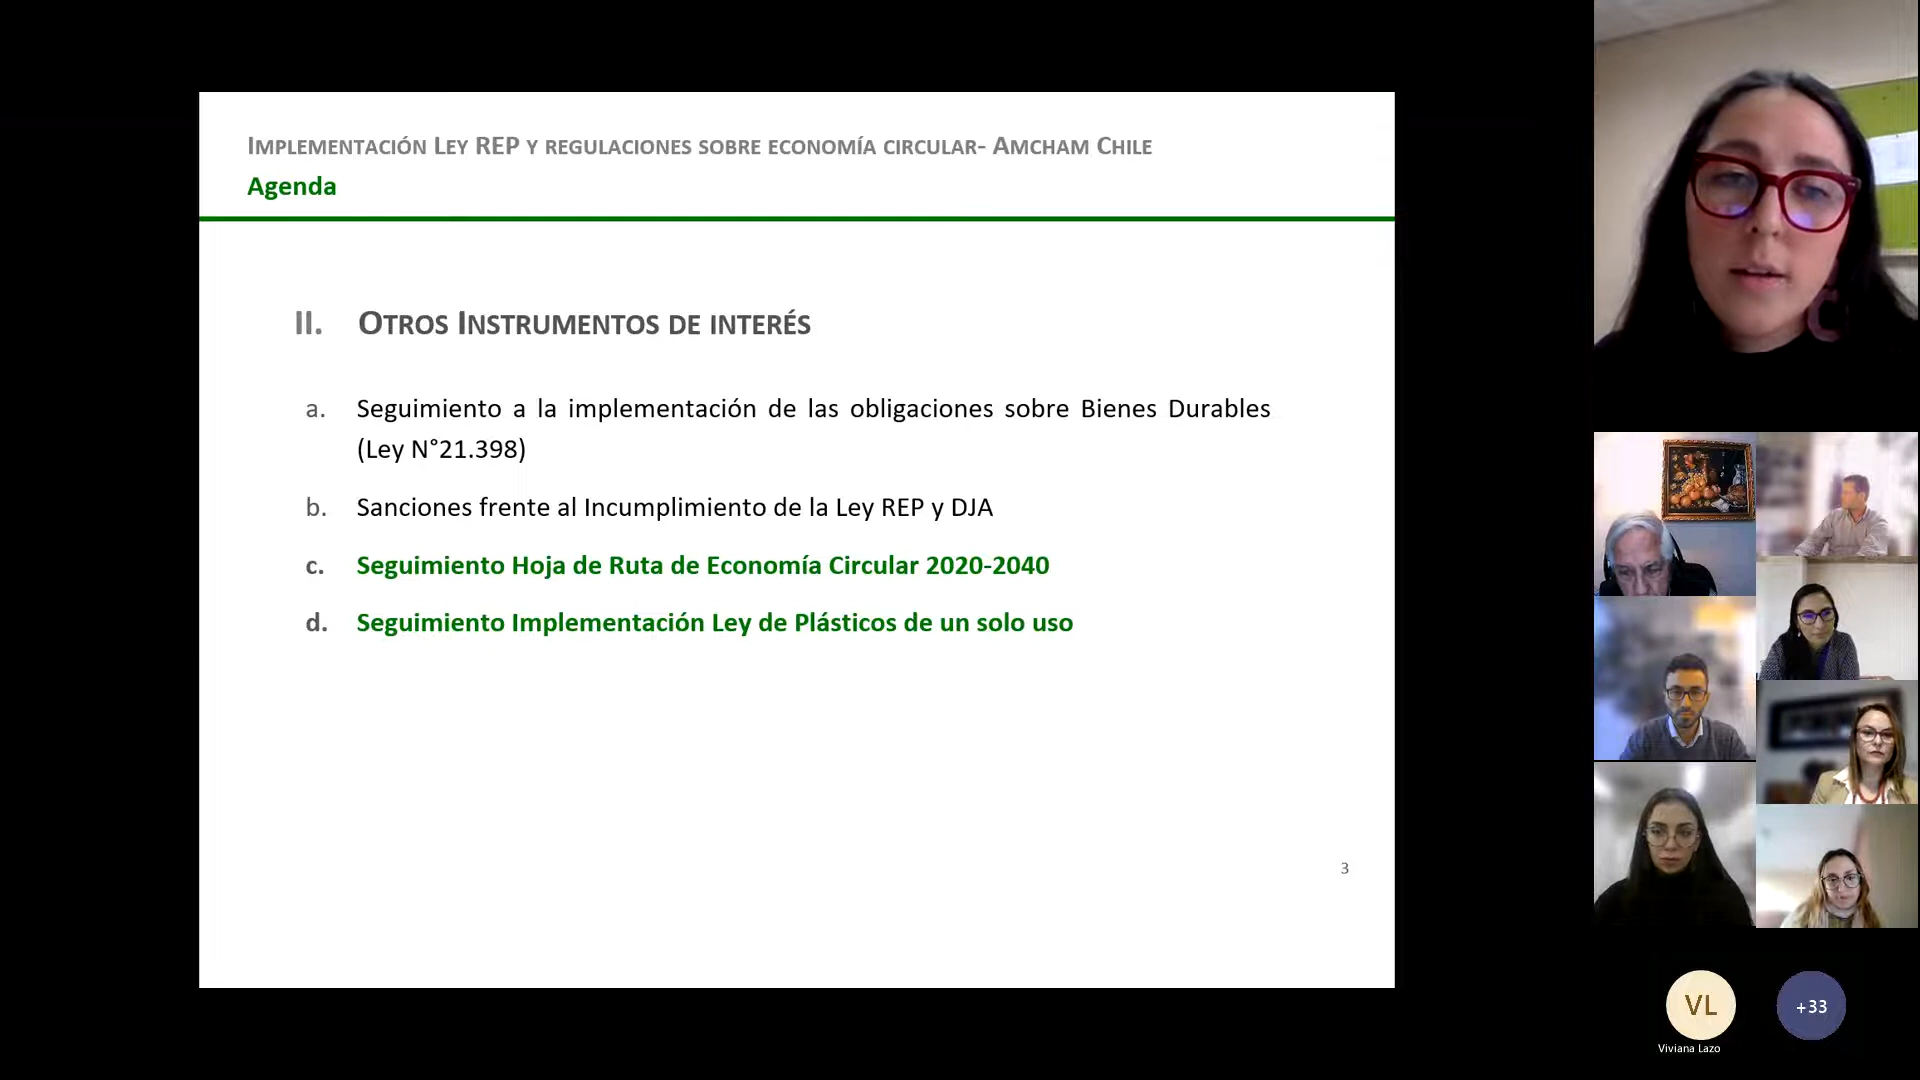 IMPLEMENTACIÓN LEY REP Y REGULACIONES SOBRE ECONOMÍA CIRCULAR- AMCHAM CHILE
Agenda
II. OTROS INSTRUMENTOS DE INTERÉS
a. Seguimiento a la implementación de las obligaciones sobre Bienes Durables
(Ley N°21.398)
b. Sanciones frente al Incumplimiento de la Ley REP y DJA
c. Seguimiento Hoja de Ruta de Economía Circular 2020-2040
d. Seguimiento Implementación Ley de Plásticos de un solo uso
3
VL
+33
Viviana Lazo